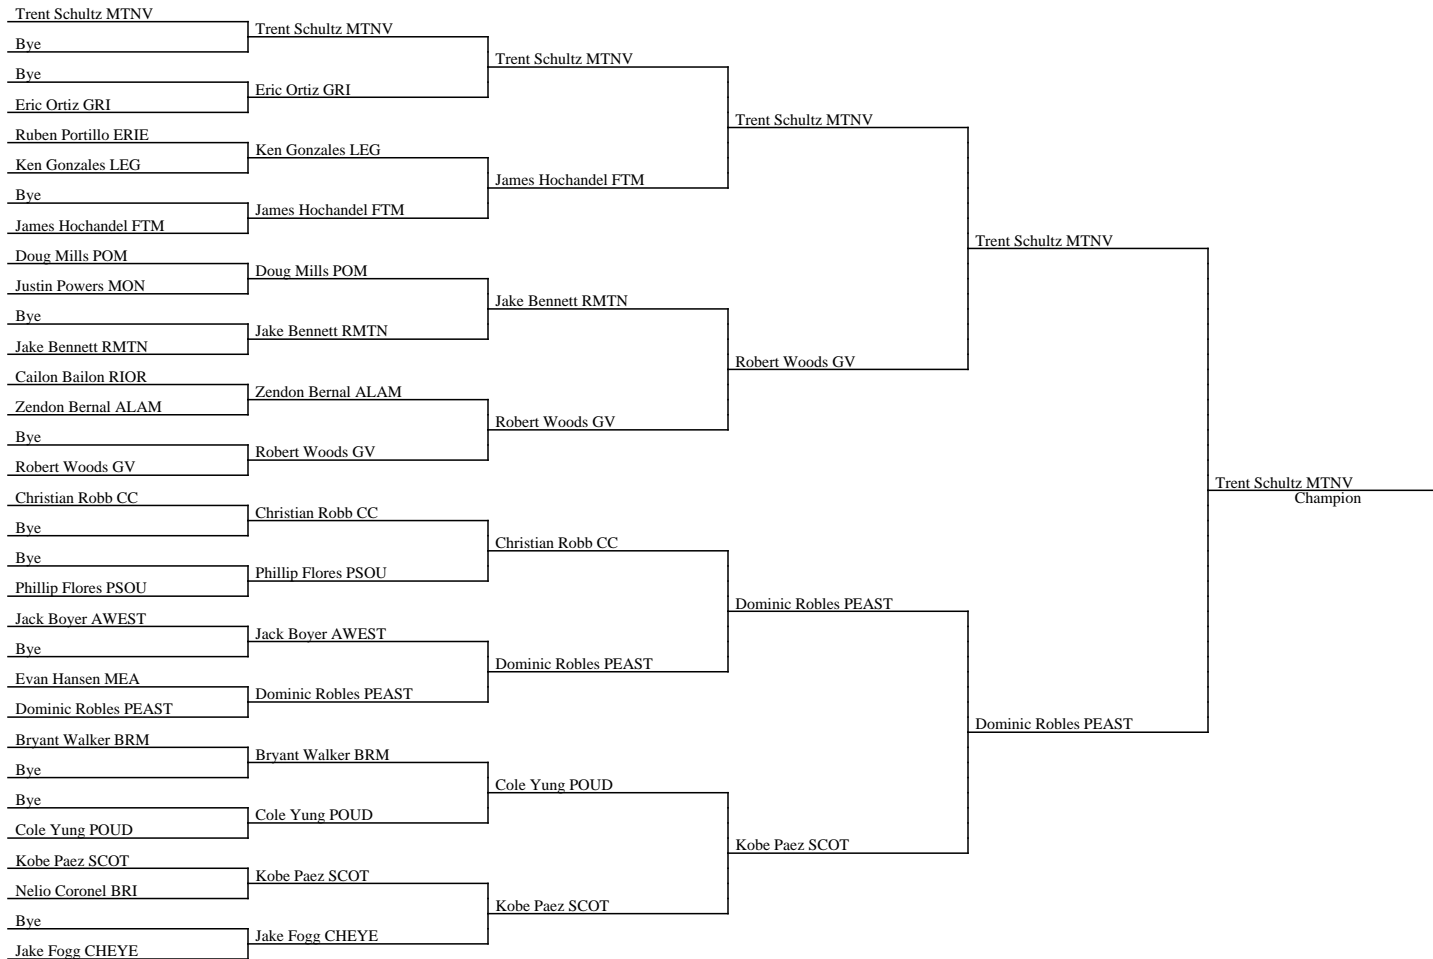 Trent Schultz MTNV
Bye
Bye
Eric Ortiz GRI
Ruben Portillo ERIE
Ken Gonzales LEG
Bye
James Hochandel FTM
Doug Mills POM
Justin Powers MON
Bye
Jake Bennett RMTN
Cailon Bailon RIOR
Zendon Bernal ALAM
Bye
Robert Woods GV
Christian Robb CC
Bye
Bye
Phillip Flores PSOU
Jack Boyer AWEST
Bye
Evan Hansen MEA
Dominic Robles PEAST
Bryant Walker BRM
Bye
Bye
Cole Yung POUD
Kobe Paez SCOT
Nelio Coronel BRI
Bye
Jake Fogg CHEYE
Trent Schultz MTNV
Eric Ortiz GRI
Ken Gonzales LEG
James Hochandel FTM
Doug Mills POM
Jake Bennett RMTN
Zendon Bernal ALAM
Robert Woods GV
Christian Robb CC
Phillip Flores PSOU
Jack Boyer AWEST
Dominic Robles PEAST
Bryant Walker BRM
Cole Yung POUD
Kobe Paez SCOT
Jake Fogg CHEYE
Trent Schultz MTNV
James Hochandel FTM
Jake Bennett RMTN
Robert Woods GV
Christian Robb CC
Dominic Robles PEAST
Cole Yung POUD
Kobe Paez SCOT
Trent Schultz MTNV
Robert Woods GV
Dominic Robles PEAST
Kobe Paez SCOT
Trent Schultz MTNV
Dominic Robles PEAST
Trent Schultz MTNV
Champion